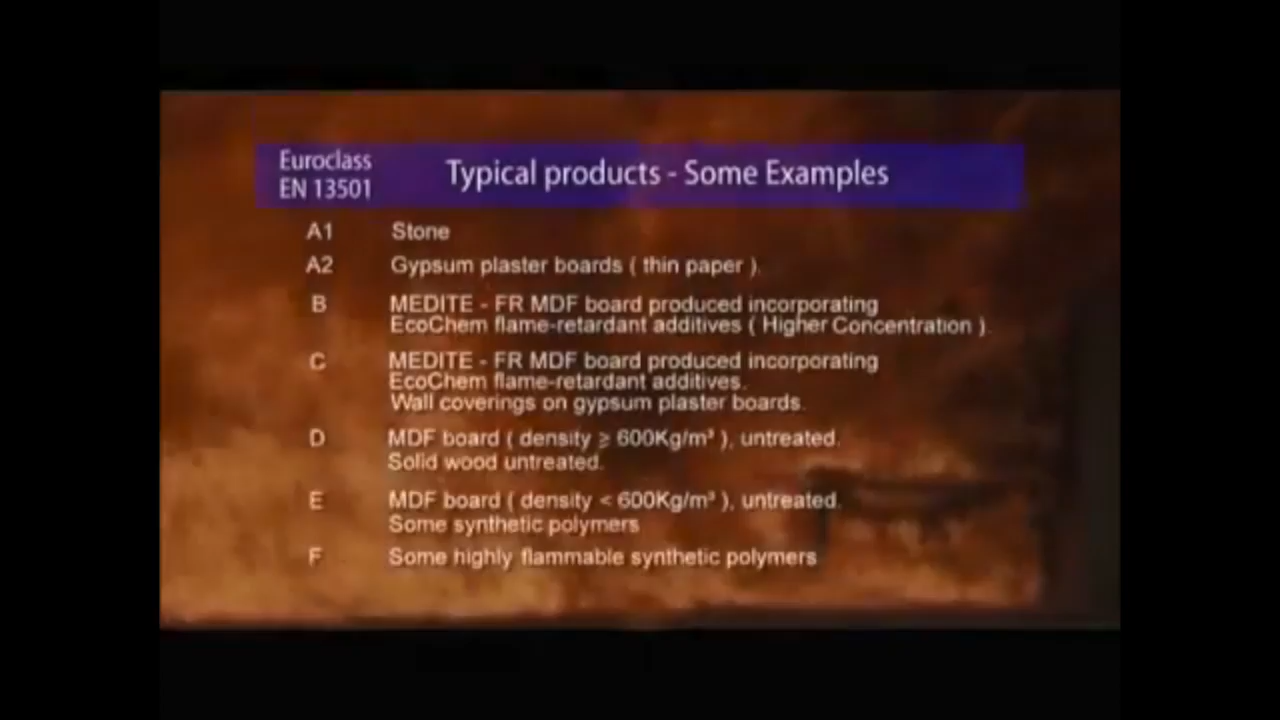 Euroclass
EN 13501
Typical products - Some Examples
A1 Stone
A2 Gypsum plaster boards ( thin paper ).
B MEDITE - FR MDF board produced incorporating
EcoChem flame-retardant additives ( Higher Concentration ).
C MEDITE - FR MDF board produced incorporating
EcoChem flame-retardant additives.
Wall coverings on gypsum plaster boards.
D MDF board ( density ≥ 600Kg/m³ ), untreated.
Solid wood untreated.
E MDF board ( density < 600Kg/m³ ), untreated.
Some synthetic polymers
F Some highly flammable synthetic polymers